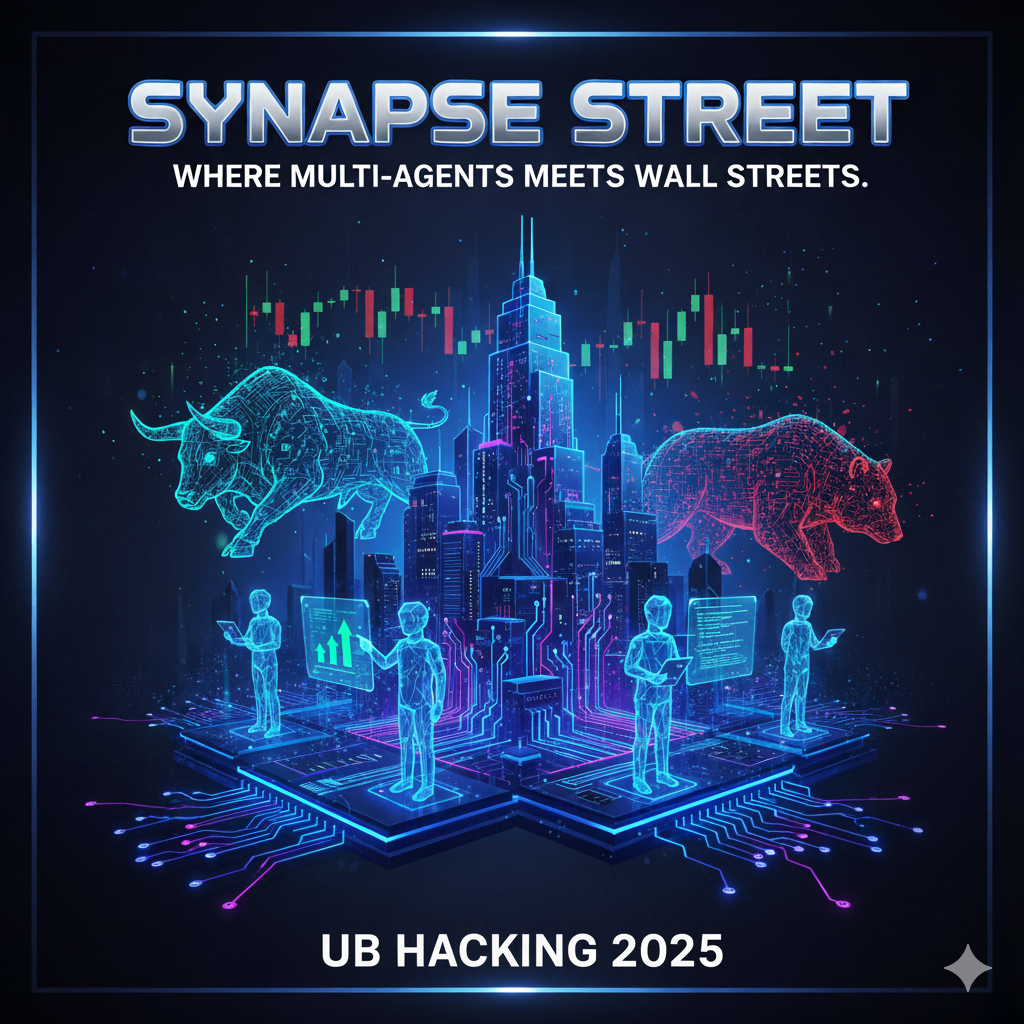 SYNAPSE STREET
WHERE MULTI-AGENTS MEETS WALL STREETS.
UB HACKING 2025